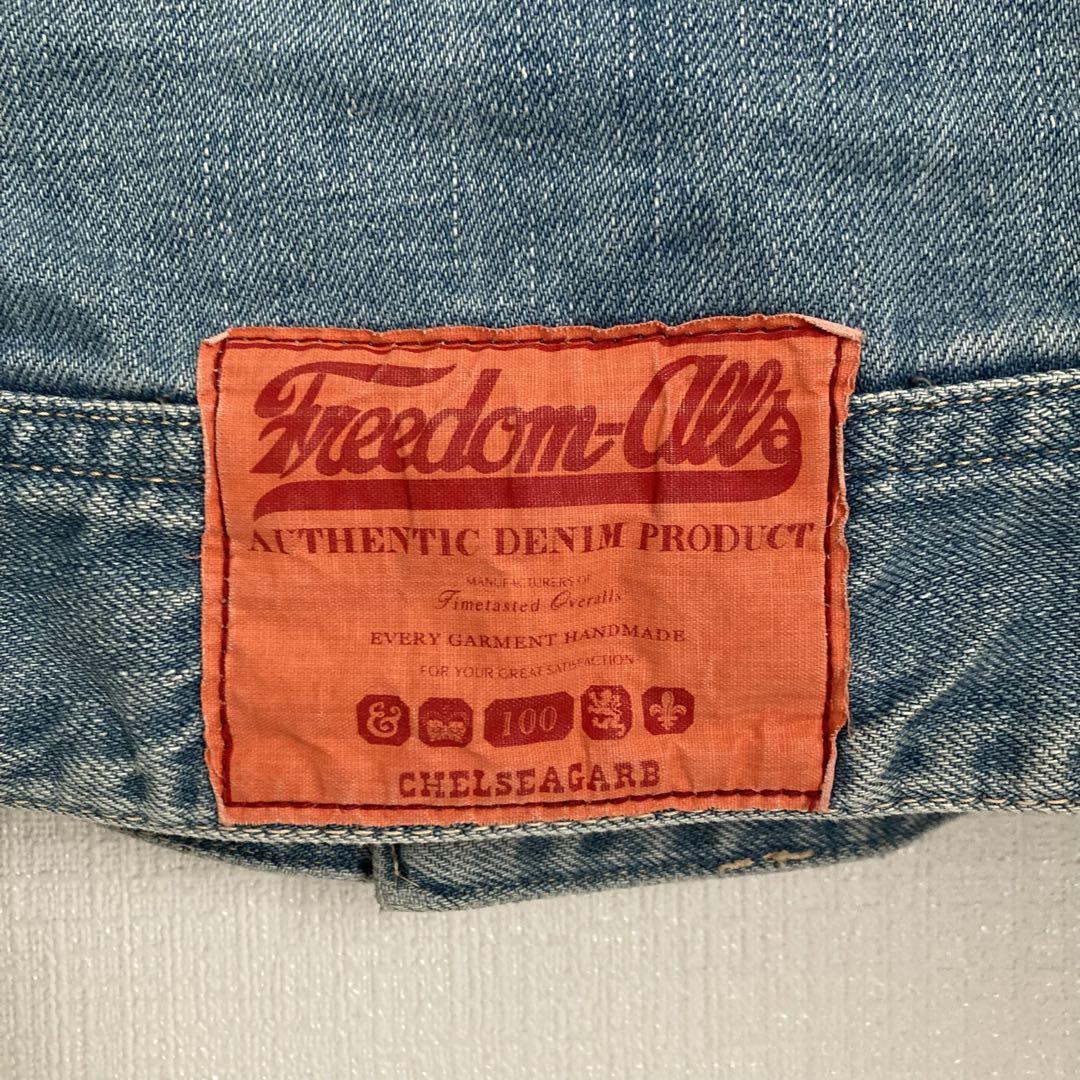 Freedom-All's
AUTHENTIC DENIM PRODUCT
MANUFACTURERS OF
Timetasted Overalls
EVERY GARMENT HANDMADE
FOR YOUR GREAT SATISFACTION
& 100
CHELSEAGARB